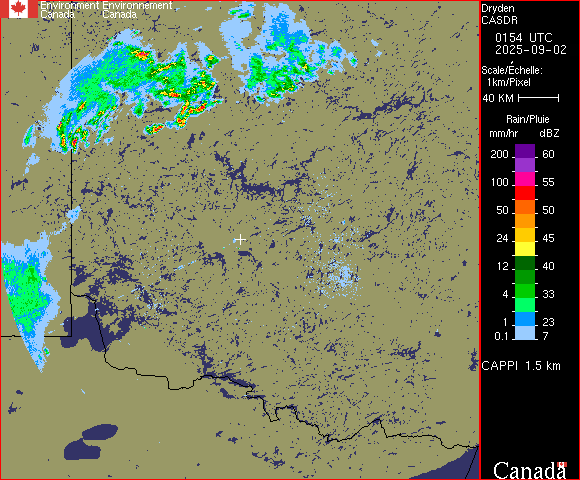 Environment Environnement
Canada Canada
Dryden
CASDR
0154 UTC
2025-09-02
Scale/Echelle:
1km/Pixel
40 KM
Rain/Pluie
mm/hr dBZ
200 60
100 55
50 50
24 45
12 40
4 33
1 23
0.1 7
CAPPI 1.5 km
Canada